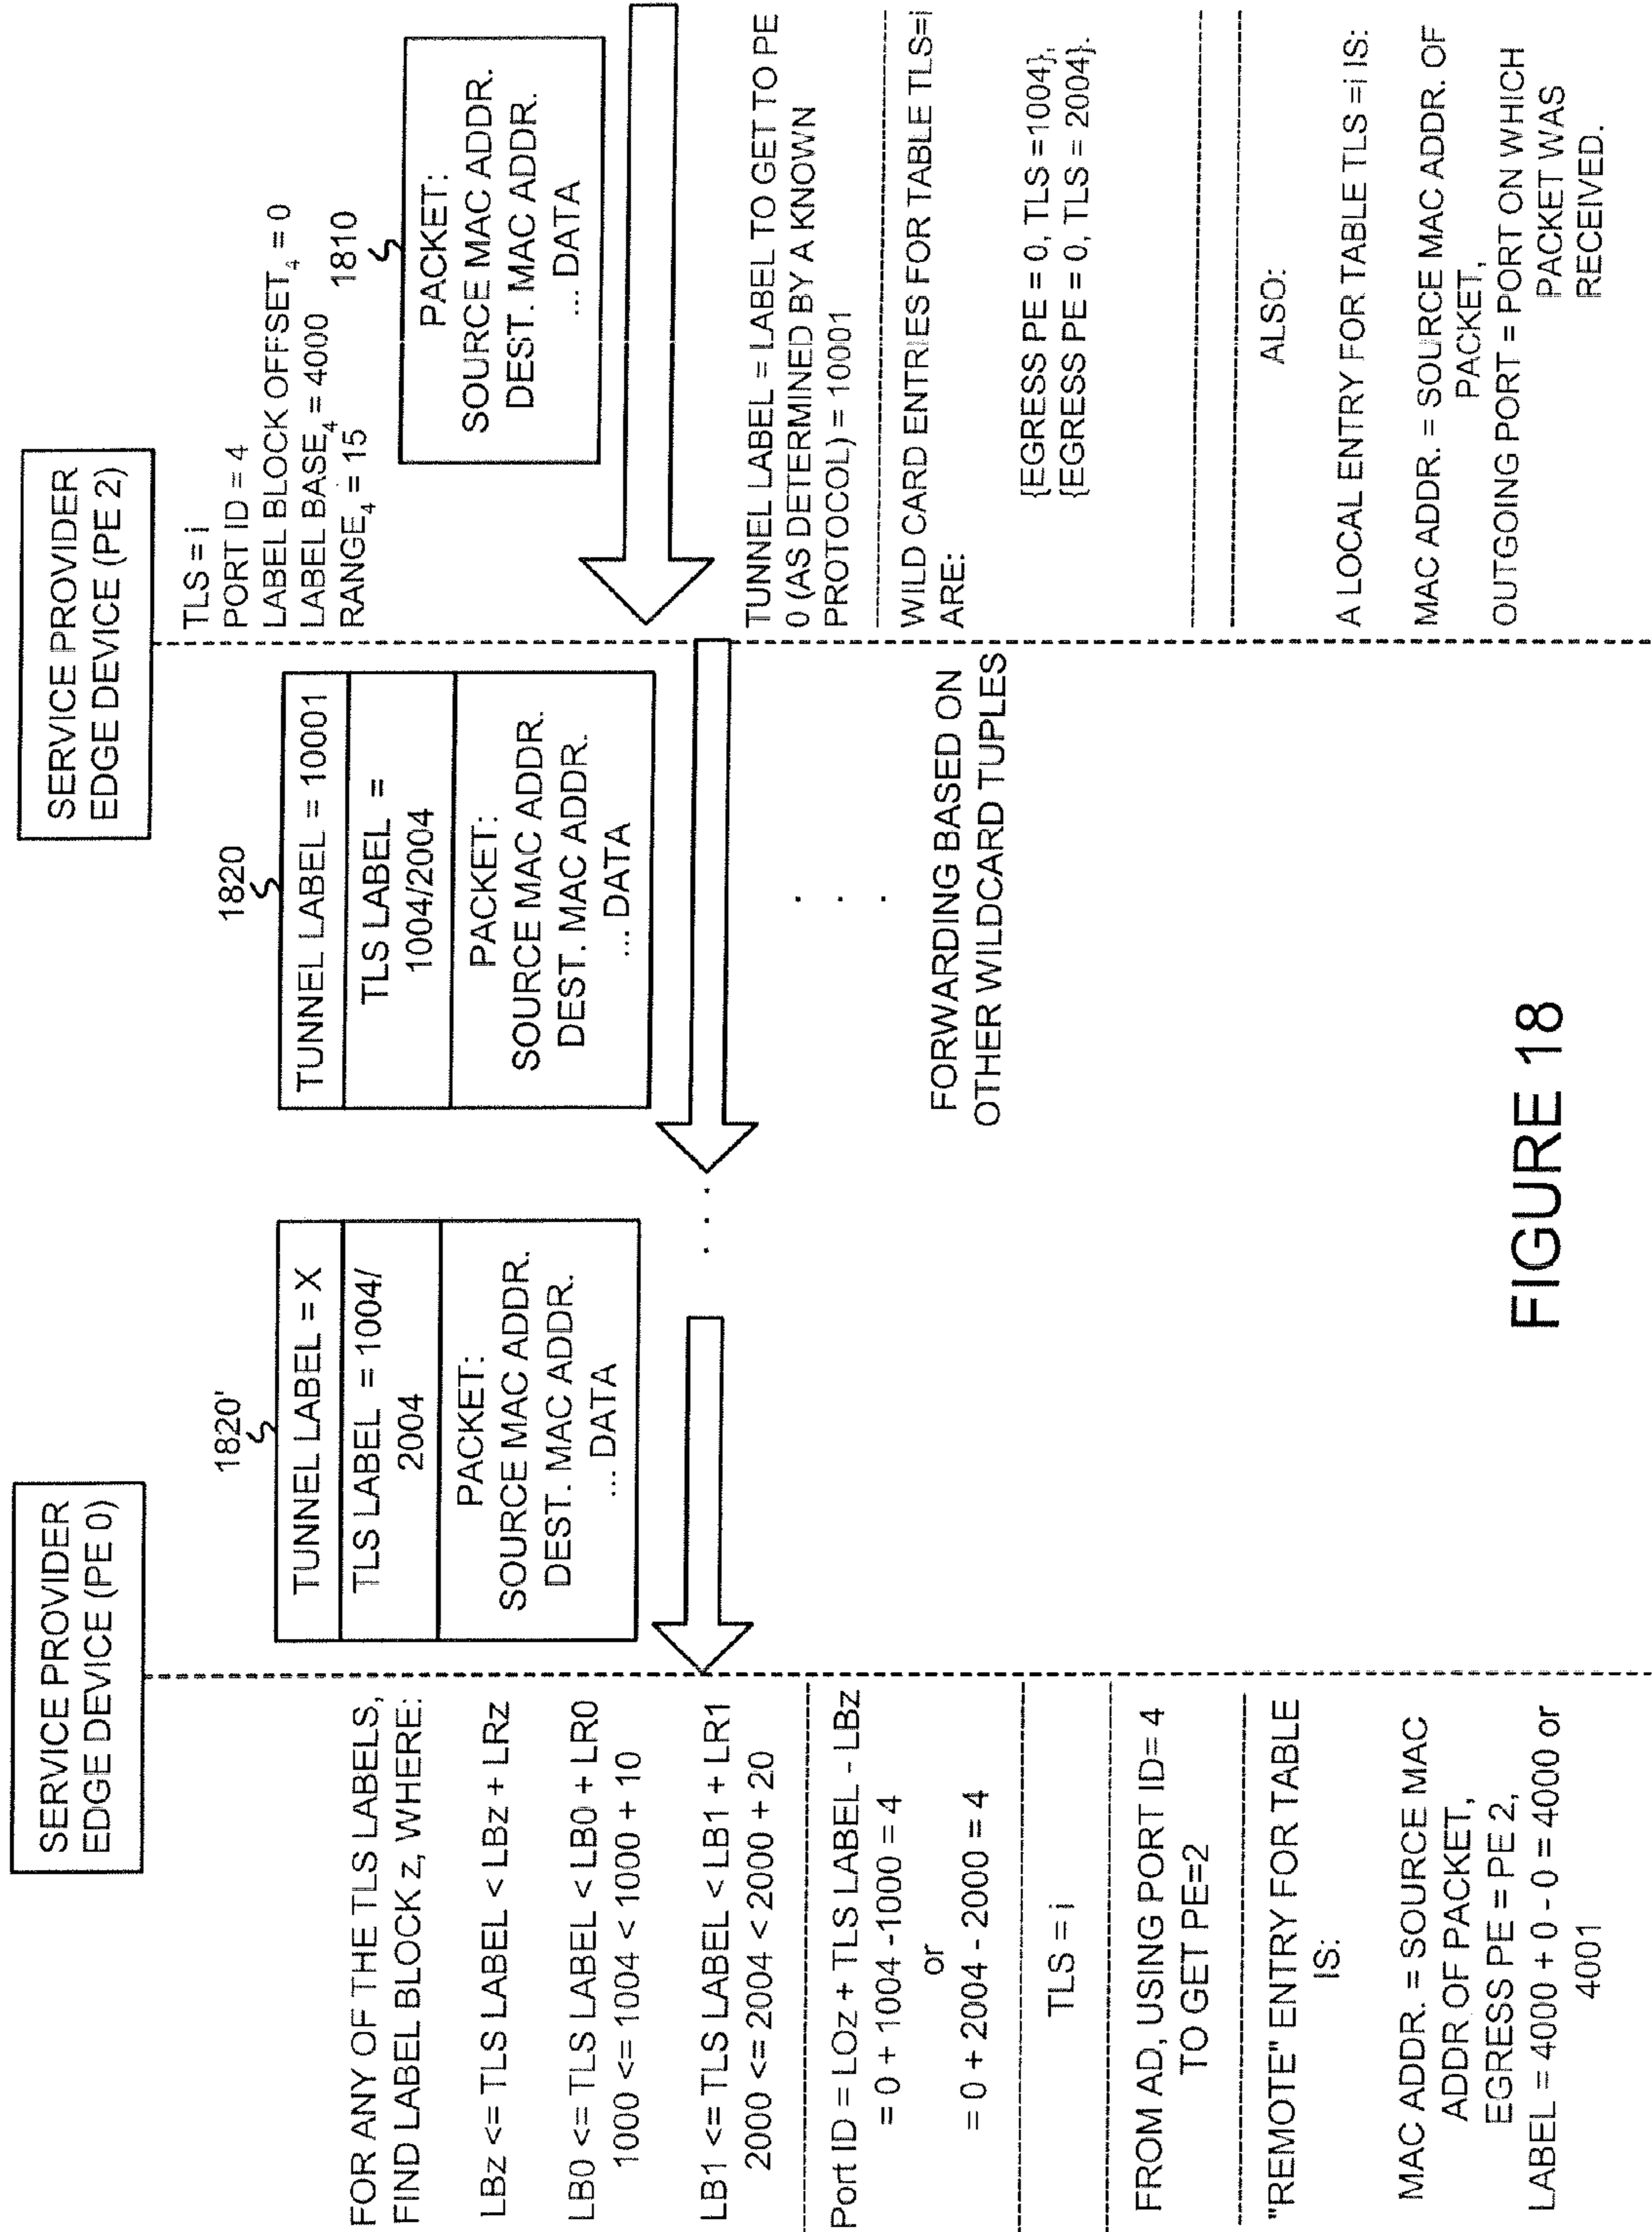 SERVICE PROVIDER
EDGE DEVICE (PE 0)
SERVICE PROVIDER
EDGE DEVICE (PE 2)
FOR ANY OF THE TLS LABELS,
FIND LABEL BLOCK z, WHERE:
LBz <= TLS LABEL < LBz + LRz
LB0 <= TLS LABEL < LB0 + LR0
1000 <= 1004 < 1000 + 10
LB1 <= TLS LABEL < LB1 + LR1
2000 <= 2004 < 2000 + 20
Port ID = LOz + TLS LABEL - LBz
= 0 + 1004 -1000 = 4
or
= 0 + 2004 - 2000 = 4
TLS = i
FROM AD, USING PORT ID= 4
TO GET PE=2
"REMOTE" ENTRY FOR TABLE
IS:
MAC ADDR. = SOURCE MAC
ADDR OF PACKET,
EGRESS PE = PE 2,
LABEL = 4000 + 0 - 0 = 4000 or
4001
1820'
TUNNEL LABEL = X
TLS LABEL = 1004/
2004
PACKET:
SOURCE MAC ADDR.
DEST. MAC ADDR.
... DATA
. . .
1820
TUNNEL LABEL = 10001
TLS LABEL =
1004/2004
PACKET:
SOURCE MAC ADDR.
DEST. MAC ADDR.
... DATA
.
.
.
FORWARDING BASED ON
OTHER WILDCARD TUPLES
TLS = i
PORT ID = 4
LABEL BLOCK OFFSET₄ = 0
LABEL BASE₄ = 4000
RANGE₄ = 15
1810
PACKET:
SOURCE MAC ADDR.
DEST. MAC ADDR.
... DATA
TUNNEL LABEL = LABEL TO GET TO PE
0 (AS DETERMINED BY A KNOWN
PROTOCOL) = 10001
WILD CARD ENTRIES FOR TABLE TLS=i
ARE:
{EGRESS PE = 0, TLS =1004},
{EGRESS PE = 0, TLS = 2004}.
ALSO:
A LOCAL ENTRY FOR TABLE TLS =i IS:
MAC ADDR. = SOURCE MAC ADDR. OF
PACKET,
OUTGOING PORT = PORT ON WHICH
PACKET WAS
RECEIVED.
FIGURE 18